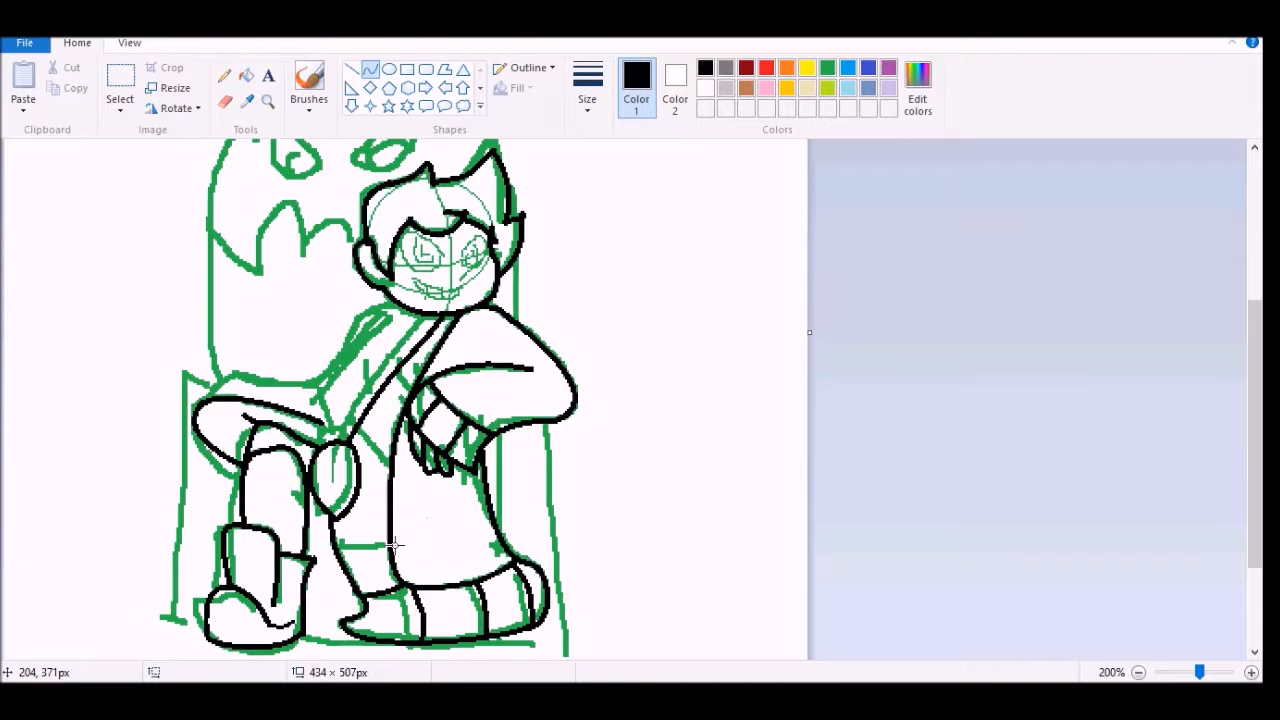 File Home View
Paste
Cut
Copy
Clipboard
Select
Crop
Resize
Rotate
Image
A
Tools
Brushes
Outline
Fill
Shapes
Size
Color
1
Color
2
Edit
colors
Colors
204, 371px
434 × 507px
200%